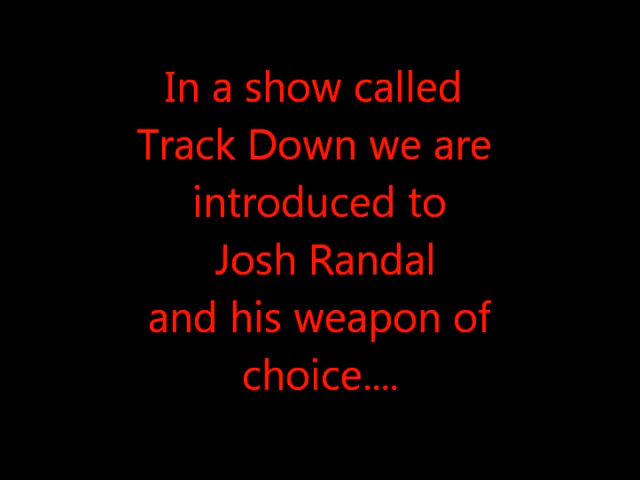 In a show called
Track Down we are
introduced to
Josh Randal
and his weapon of
choice....